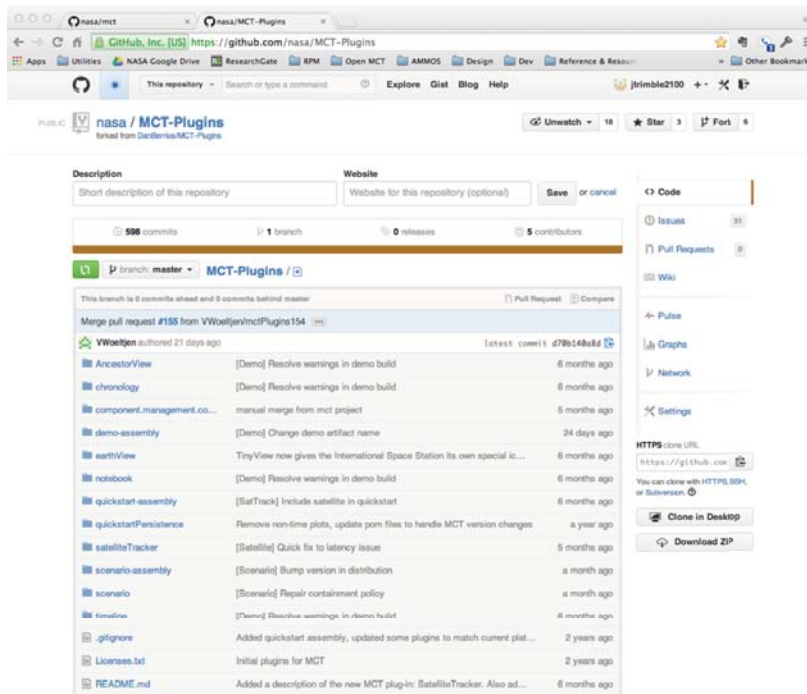 nasa/mct
nasa/MCT-Plugins
GitHub, Inc. [US] https://github.com/nasa/MCT-Plugins
Apps Utilities NASA Google Drive ResearchGate RPM Open MCT AMMOS Design Dev Reference & Resour » Other Bookmark
This repository Search or type a command Explore Gist Blog Help jtrimble2100
PUBLIC nasa / MCT-Plugins Unwatch 18 Star 3 Fork 6
forked from DanBerrios/MCT-Plugins
Description Website
Short description of this repository Website for this repository (optional) Save or cancel
598 commits 1 branch 0 releases 5 contributors
branch: master MCT-Plugins /
This branch is 0 commits ahead and 0 commits behind master Pull Request Compare
Merge pull request #155 from VWoeltjen/mctPlugins154
VWoeltjen authored 21 days ago latest commit d70b140a8d
AncestorView [Demo] Resolve warnings in demo build 6 months ago
chronology [Demo] Resolve warnings in demo build 6 months ago
component.management.co... manual merge from mct project 5 months ago
demo-assembly [Demo] Change demo artifact name 24 days ago
earthView TinyView now gives the International Space Station its own special ic... 6 months ago
notebook [Demo] Resolve warnings in demo build 6 months ago
quickstart-assembly [SatTrack] Include satellite in quickstart 6 months ago
quickstartPersistence Remove non-time plots, update pom files to handle MCT version changes a year ago
satelliteTracker [Satellite] Quick fix to latency issue 5 months ago
scenario-assembly [Scenario] Bump version in distribution a month ago
scenario [Scenario] Repair containment policy a month ago
timeline [Demo] Resolve warnings in demo build 6 months ago
.gitignore Added quickstart assembly, updated some plugins to match current plat... 2 years ago
Licenses.txt Initial plugins for MCT 2 years ago
README.md Added a description of the new MCT plug-in: SatelliteTracker. Also ad... 6 months ago
Code
Issues 31
Pull Requests 0
Wiki
Pulse
Graphs
Network
Settings
HTTPS clone URL
https://github.com
You can clone with HTTPS, SSH,
or Subversion.
Clone in Desktop
Download ZIP